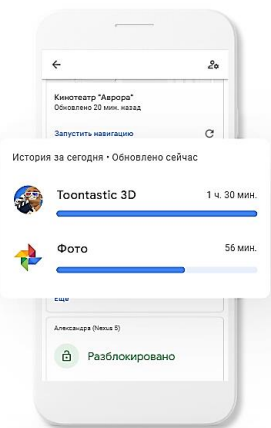 Кинотеатр "Аврора"
Обновлено 20 мин. назад
Запустить навигацию
История за сегодня • Обновлено сейчас
Toontastic 3D 1 ч. 30 мин.
Фото 56 мин.
Еще
Александра (Nexus 5)
Разблокировано